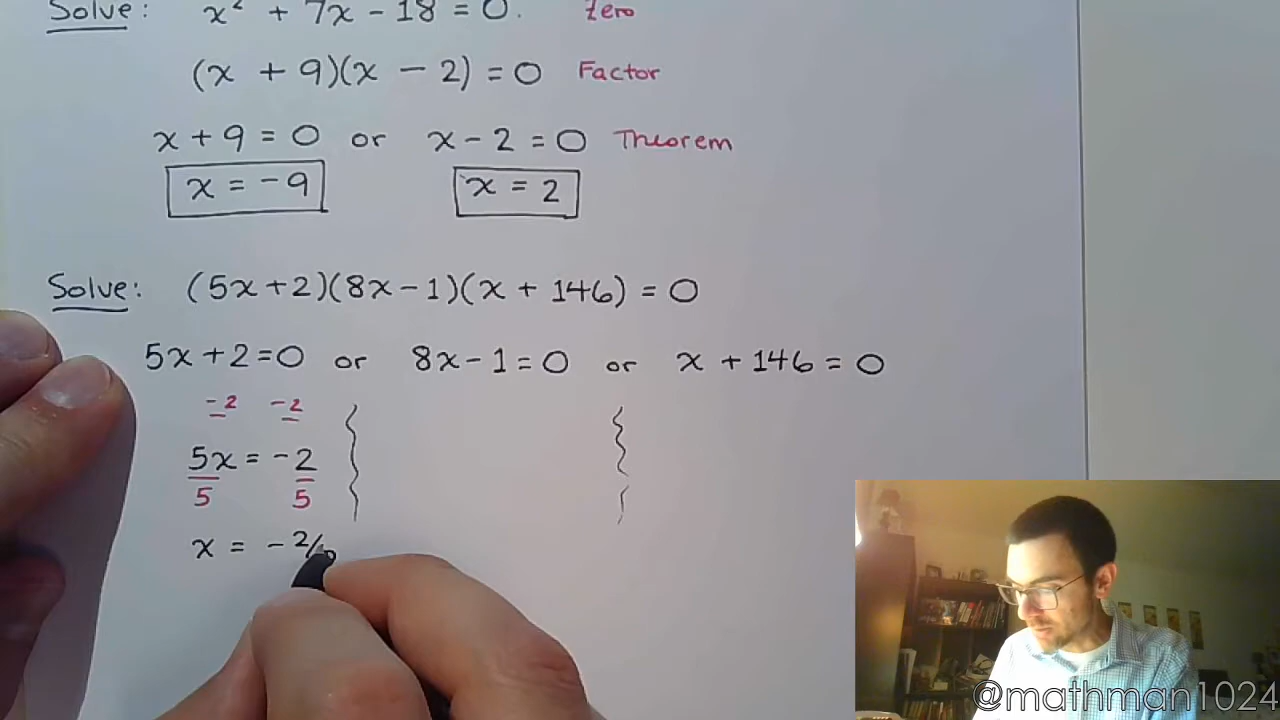 Solve: x² + 7x - 18 = 0. Zero
(x + 9)(x - 2) = 0 Factor
x + 9 = 0 or x - 2 = 0 Theorem
x = -9 x = 2
Solve: (5x + 2)(8x - 1)(x + 146) = 0
5x + 2 = 0 or 8x - 1 = 0 or x + 146 = 0
-2 -2
5x = -2
5 5
x = -2/
@mathman1024